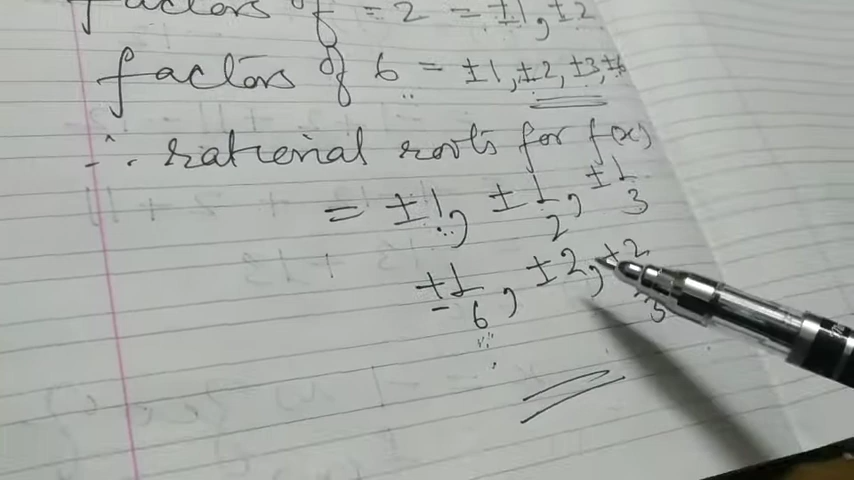 factors of = 2 = ±1, ±2
factors of 6 = ±1, ±2, ±3, ±6
∴ rational roots for f(x)
= ±1, ±1/2, ±1/3
±1/6, ±2, ±2/3